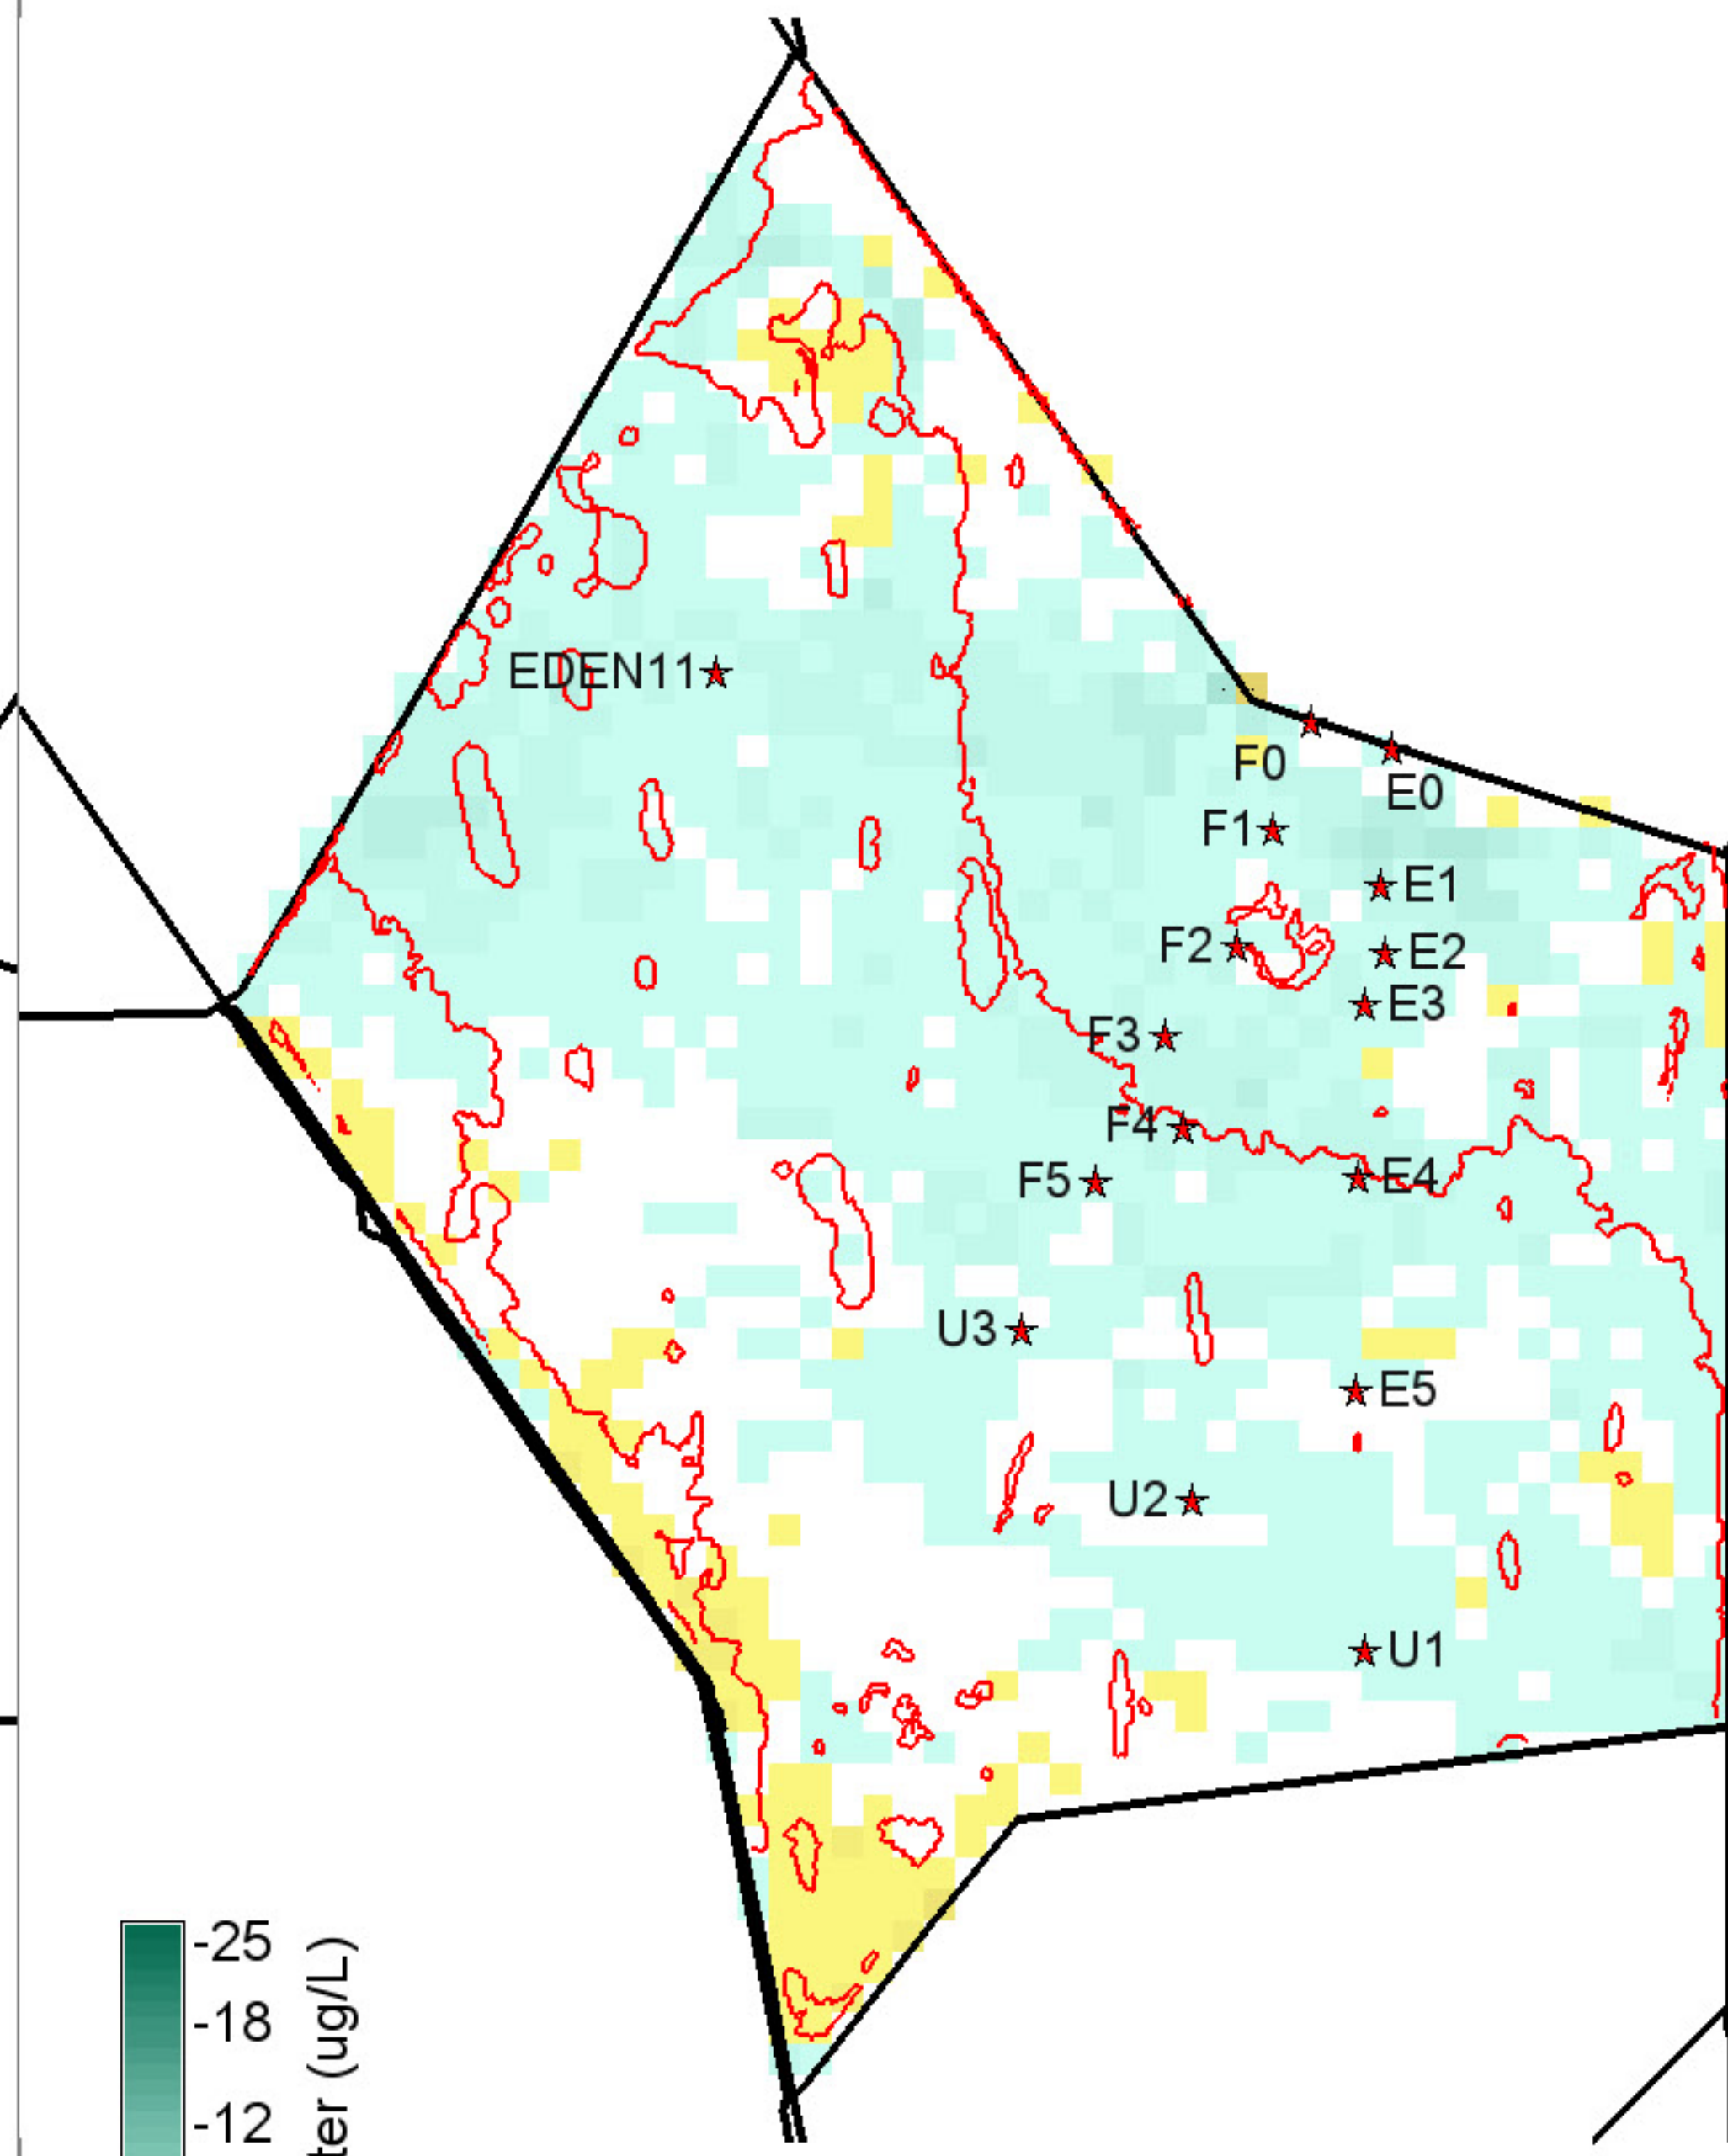 EDEN11
F0
E0
F1
E1
F2
E2
E3
F3
F4
E4
F5
U3
E5
U2
U1
-25
-18
-12
ter (ug/L)